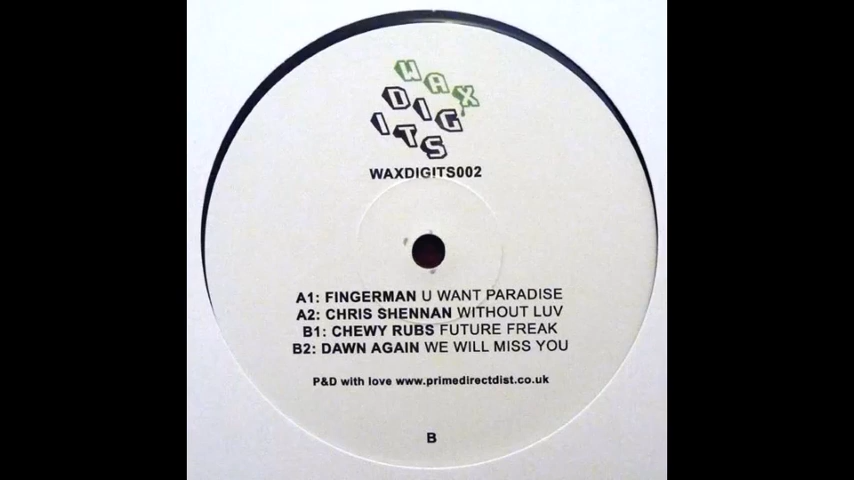 WAX
DIG
ITS
WAXDIGITS002
A1: FINGERMAN U WANT PARADISE
A2: CHRIS SHENNAN WITHOUT LUV
B1: CHEWY RUBS FUTURE FREAK
B2: DAWN AGAIN WE WILL MISS YOU
P&D with love www.primedirectdist.co.uk
B